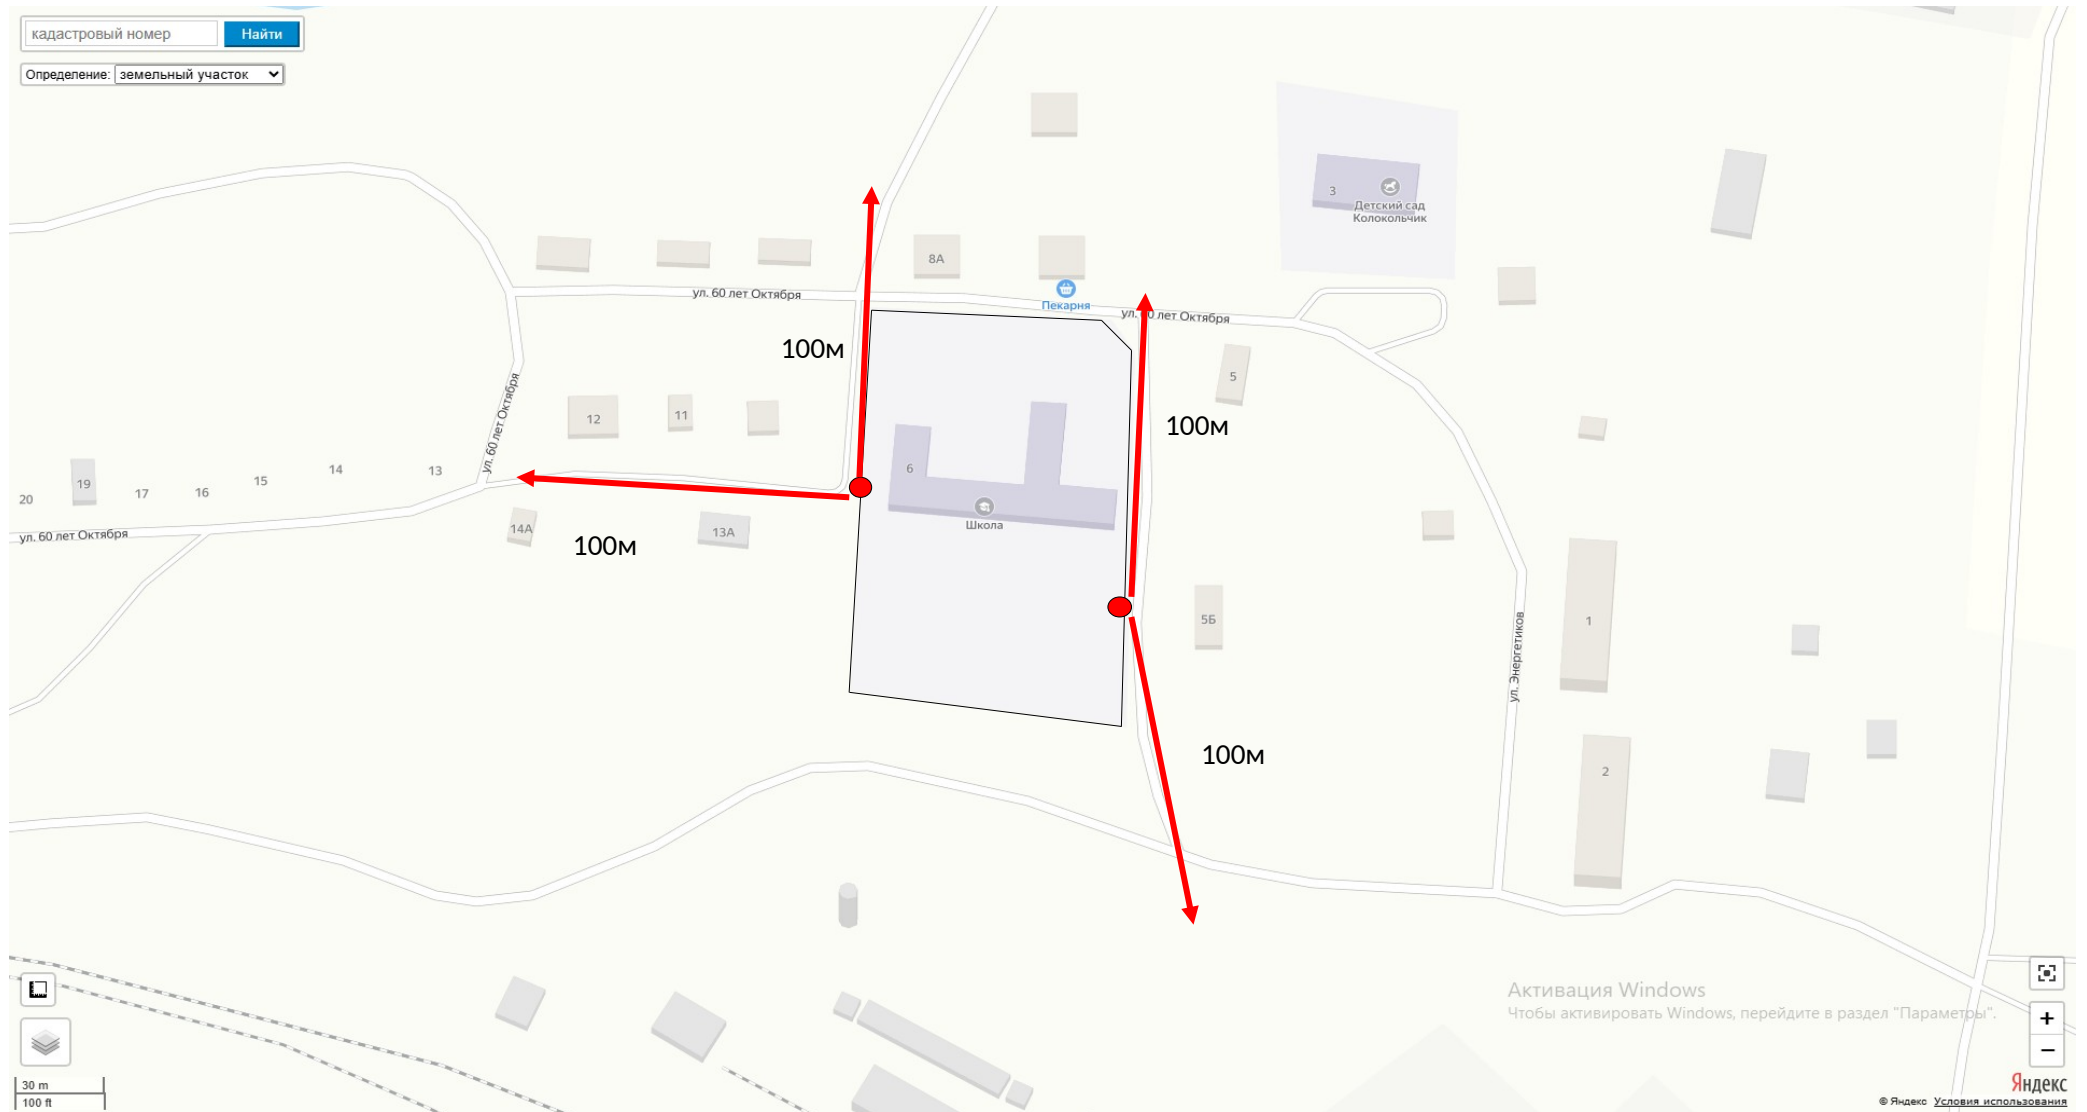 кадастровый номер
Найти
Определение: земельный участок
3
Детский сад
Колокольчик
8А
ул. 60 лет Октября
Пекарня
ул. 60 лет Октября
100м
5
12
11
100м
ул. 60 лет Октября
6
20
19
17
16
15
14
13
Школа
14А
13А
ул. 60 лет Октября
100м
5Б
1
ул. Энергетиков
100м
2
Активация Windows
Чтобы активировать Windows, перейдите в раздел "Параметры".
+
−
30 m
100 ft
Яндекс
© Яндекс Условия использования